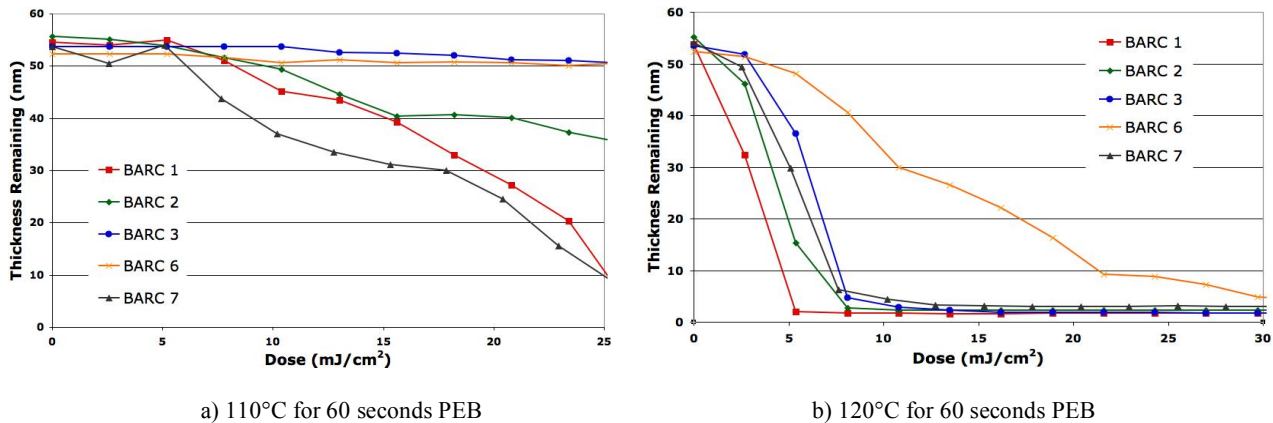 60
50
40
30
20
10
0
Thickness Remaining (nm)
BARC 1
BARC 2
BARC 3
BARC 6
BARC 7
0 5 10 15 20 25
Dose (mJ/cm²)
a) 110°C for 60 seconds PEB
60
50
40
30
20
10
0
Thicknes Remaining (nm)
BARC 1
BARC 2
BARC 3
BARC 6
BARC 7
0 5 10 15 20 25 30
Dose (mJ/cm²)
b) 120°C for 60 seconds PEB